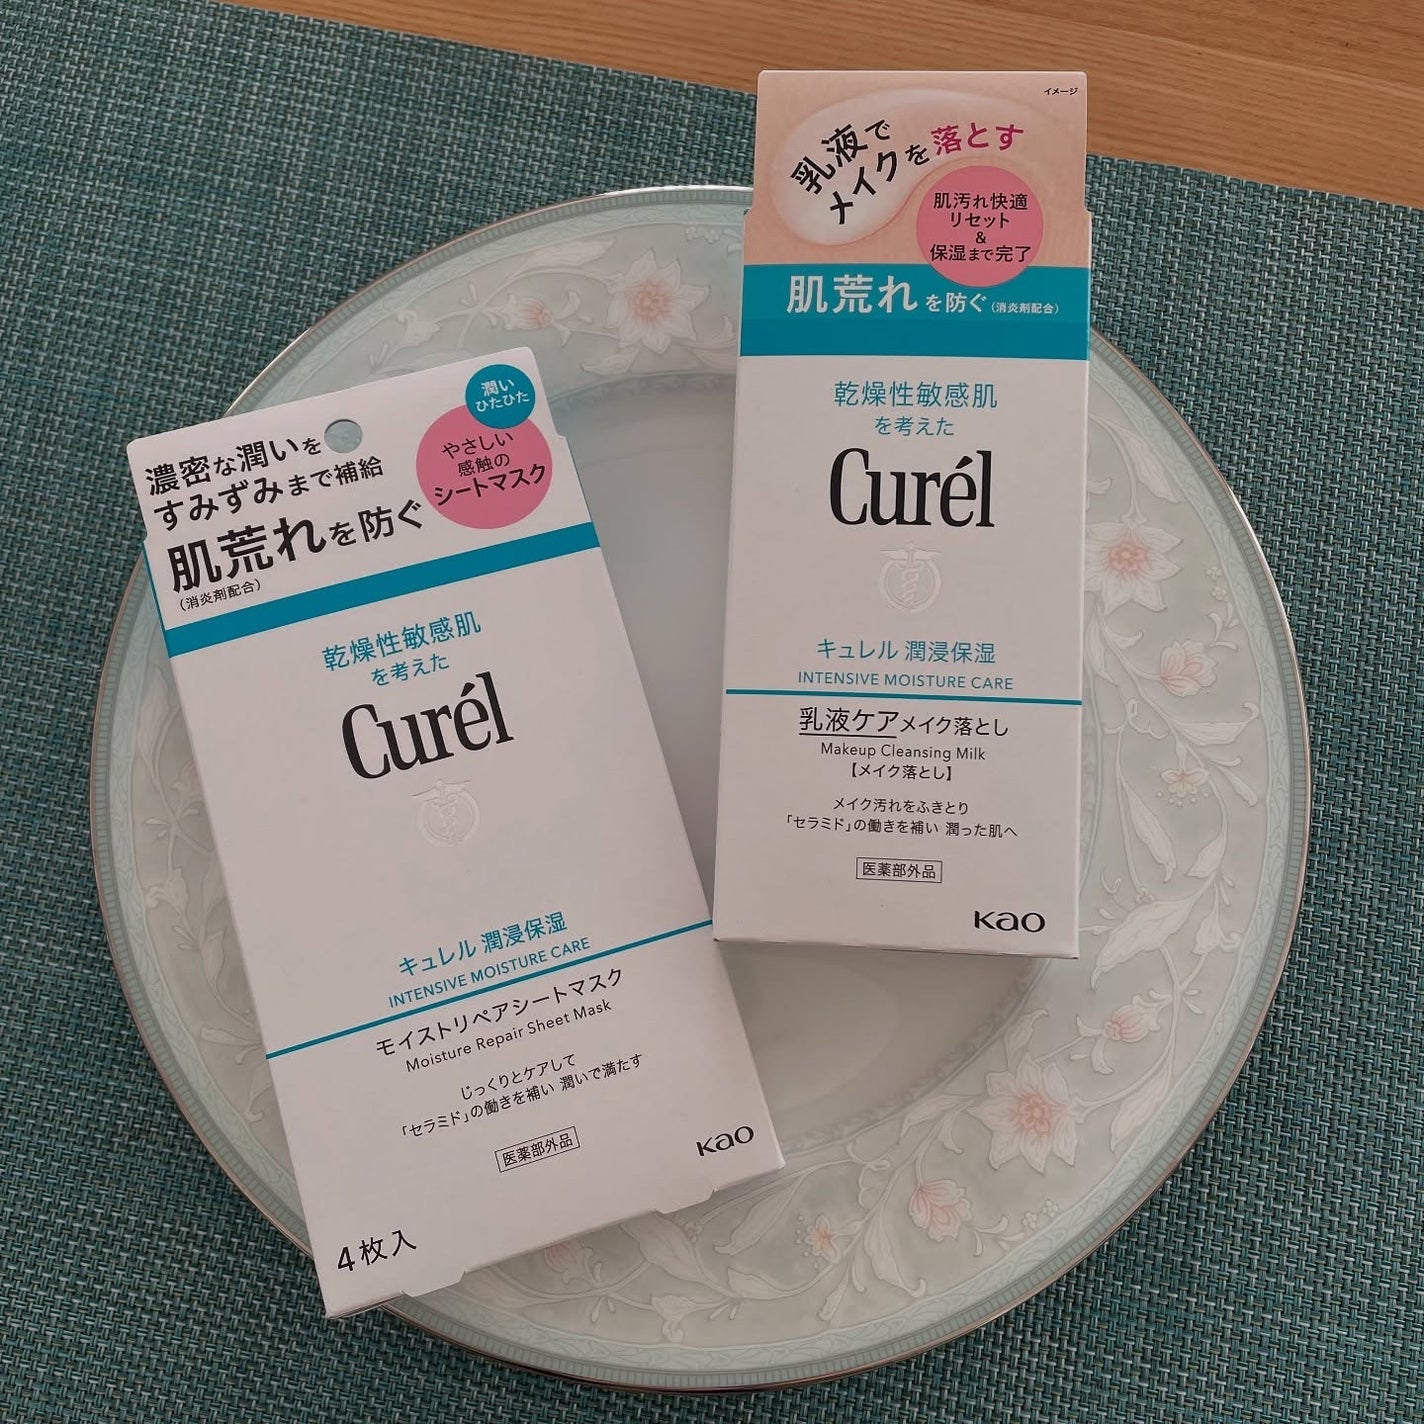 濃密な潤いを
すみずみまで補給
肌荒れを防ぐ
（消炎剤配合）
潤い
ひたひた
やさしい
感触の
シートマスク
乾燥性敏感肌
を考えた
Curél
キュレル 潤浸保湿
INTENSIVE MOISTURE CARE
モイストリペアシートマスク
Moisture Repair Sheet Mask
じっくりとケアして
「セラミド」の働きを補い 潤いで満たす
医薬部外品
Kao
4枚入
イメージ
乳液で
メイクを落とす
肌汚れ快適
リセット
&
保湿まで完了
肌荒れを防ぐ（消炎剤配合）
乾燥性敏感肌
を考えた
Curél
キュレル 潤浸保湿
INTENSIVE MOISTURE CARE
乳液ケアメイク落とし
Makeup Cleansing Milk
【メイク落とし】
メイク汚れをふきとり
「セラミド」の働きを補い 潤った肌へ
医薬部外品
Kao